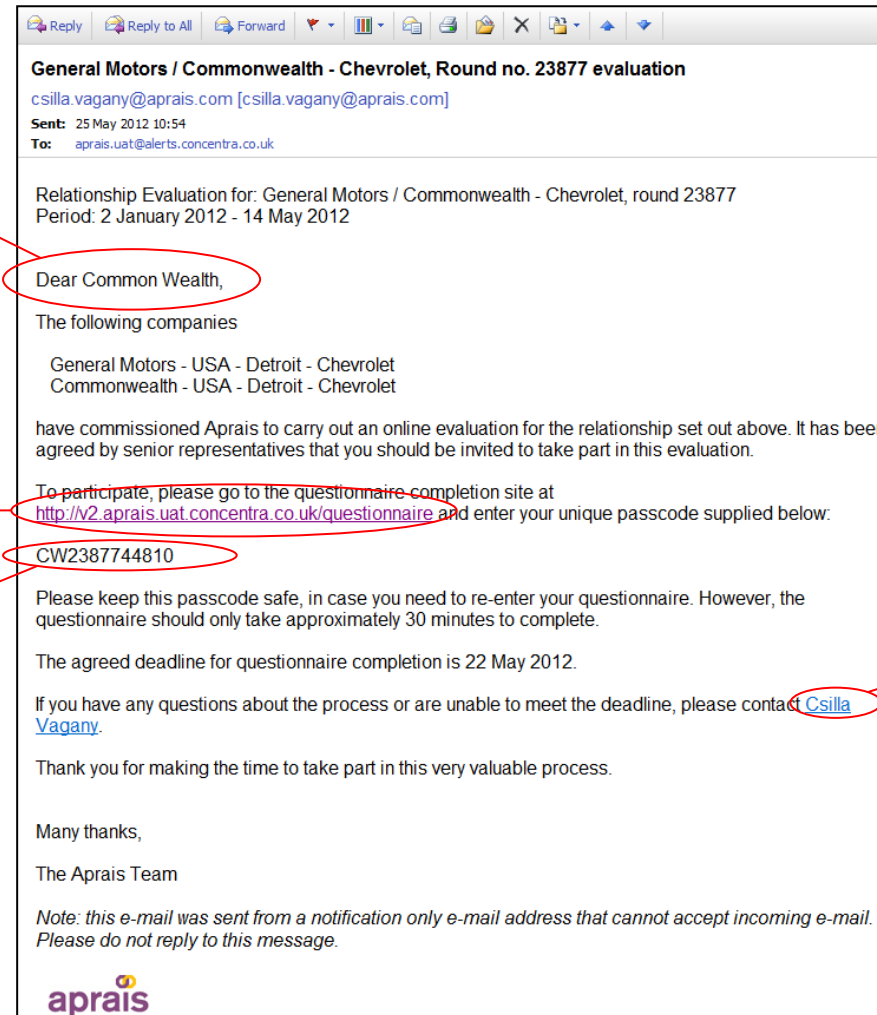 Reply Reply to All Forward
General Motors / Commonwealth - Chevrolet, Round no. 23877 evaluation
csilla.vagany@aprais.com [csilla.vagany@aprais.com]
Sent: 25 May 2012 10:54
To: aprais.uat@alerts.concentra.co.uk
Relationship Evaluation for: General Motors / Commonwealth - Chevrolet, round 23877
Period: 2 January 2012 - 14 May 2012
Dear Common Wealth,
The following companies
General Motors - USA - Detroit - Chevrolet
Commonwealth - USA - Detroit - Chevrolet
have commissioned Aprais to carry out an online evaluation for the relationship set out above. It has been
agreed by senior representatives that you should be invited to take part in this evaluation.
To participate, please go to the questionnaire completion site at
http://v2.aprais.uat.concentra.co.uk/questionnaire and enter your unique passcode supplied below:
CW2387744810
Please keep this passcode safe, in case you need to re-enter your questionnaire. However, the
questionnaire should only take approximately 30 minutes to complete.
The agreed deadline for questionnaire completion is 22 May 2012.
If you have any questions about the process or are unable to meet the deadline, please contact Csilla
Vagany.
Thank you for making the time to take part in this very valuable process.
Many thanks,
The Aprais Team
Note: this e-mail was sent from a notification only e-mail address that cannot accept incoming e-mail.
Please do not reply to this message.
aprais